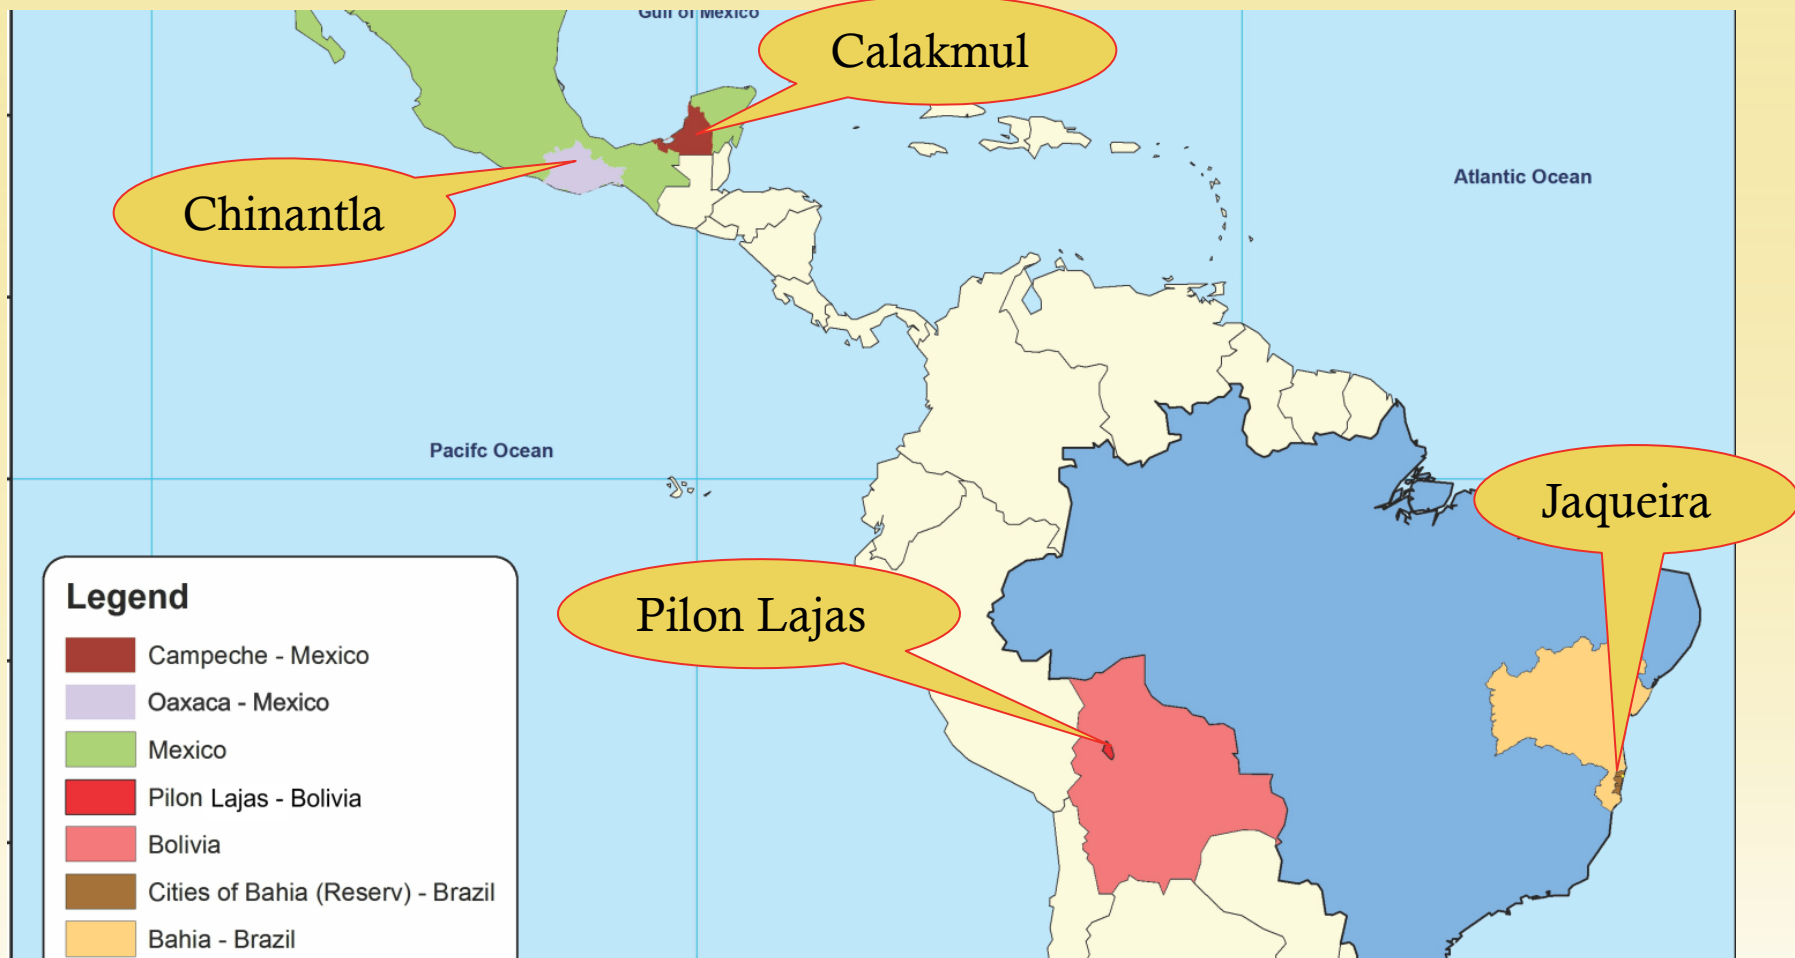 Gulf of Mexico
Calakmul
Atlantic Ocean
Chinantla
Pacifc Ocean
Jaqueira
Pilon Lajas
Legend
Campeche - Mexico
Oaxaca - Mexico
Mexico
Pilon Lajas - Bolivia
Bolivia
Cities of Bahia (Reserv) - Brazil
Bahia - Brazil